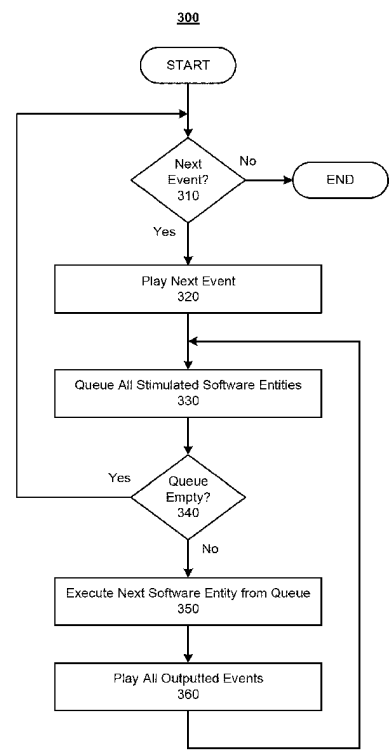 300
START
Next
Event?
310
No
END
Yes
Play Next Event
320
Queue All Stimulated Software Entities
330
Yes
Queue
Empty?
340
No
Execute Next Software Entity from Queue
350
Play All Outputted Events
360